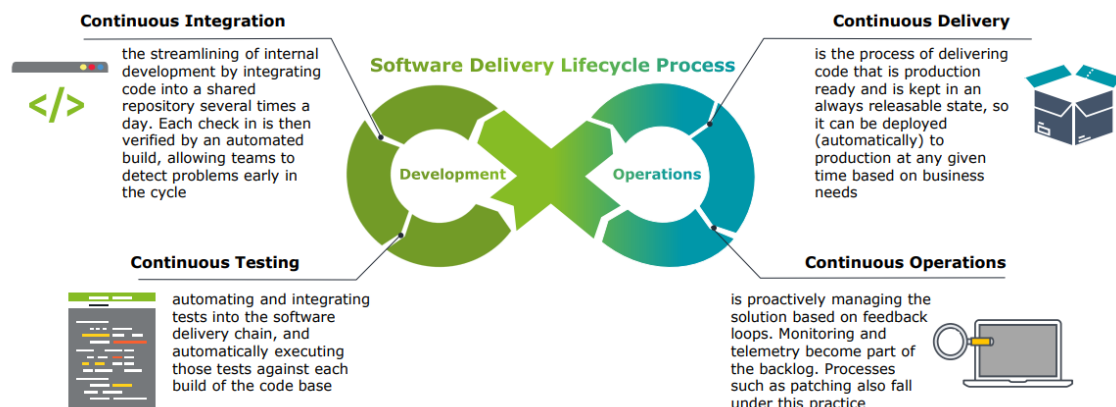 Continuous Integration
the streamlining of internal
development by integrating
code into a shared
repository several times a
day. Each check in is then
verified by an automated
build, allowing teams to
detect problems early in
the cycle
</>
Software Delivery Lifecycle Process
Development
Operations
Continuous Delivery
is the process of delivering
code that is production
ready and is kept in an
always releasable state, so
it can be deployed
(automatically) to
production at any given
time based on business
needs
Continuous Testing
automating and integrating
tests into the software
delivery chain, and
automatically executing
those tests against each
build of the code base
Continuous Operations
is proactively managing the
solution based on feedback
loops. Monitoring and
telemetry become part of
the backlog. Processes
such as patching also fall
under this practice